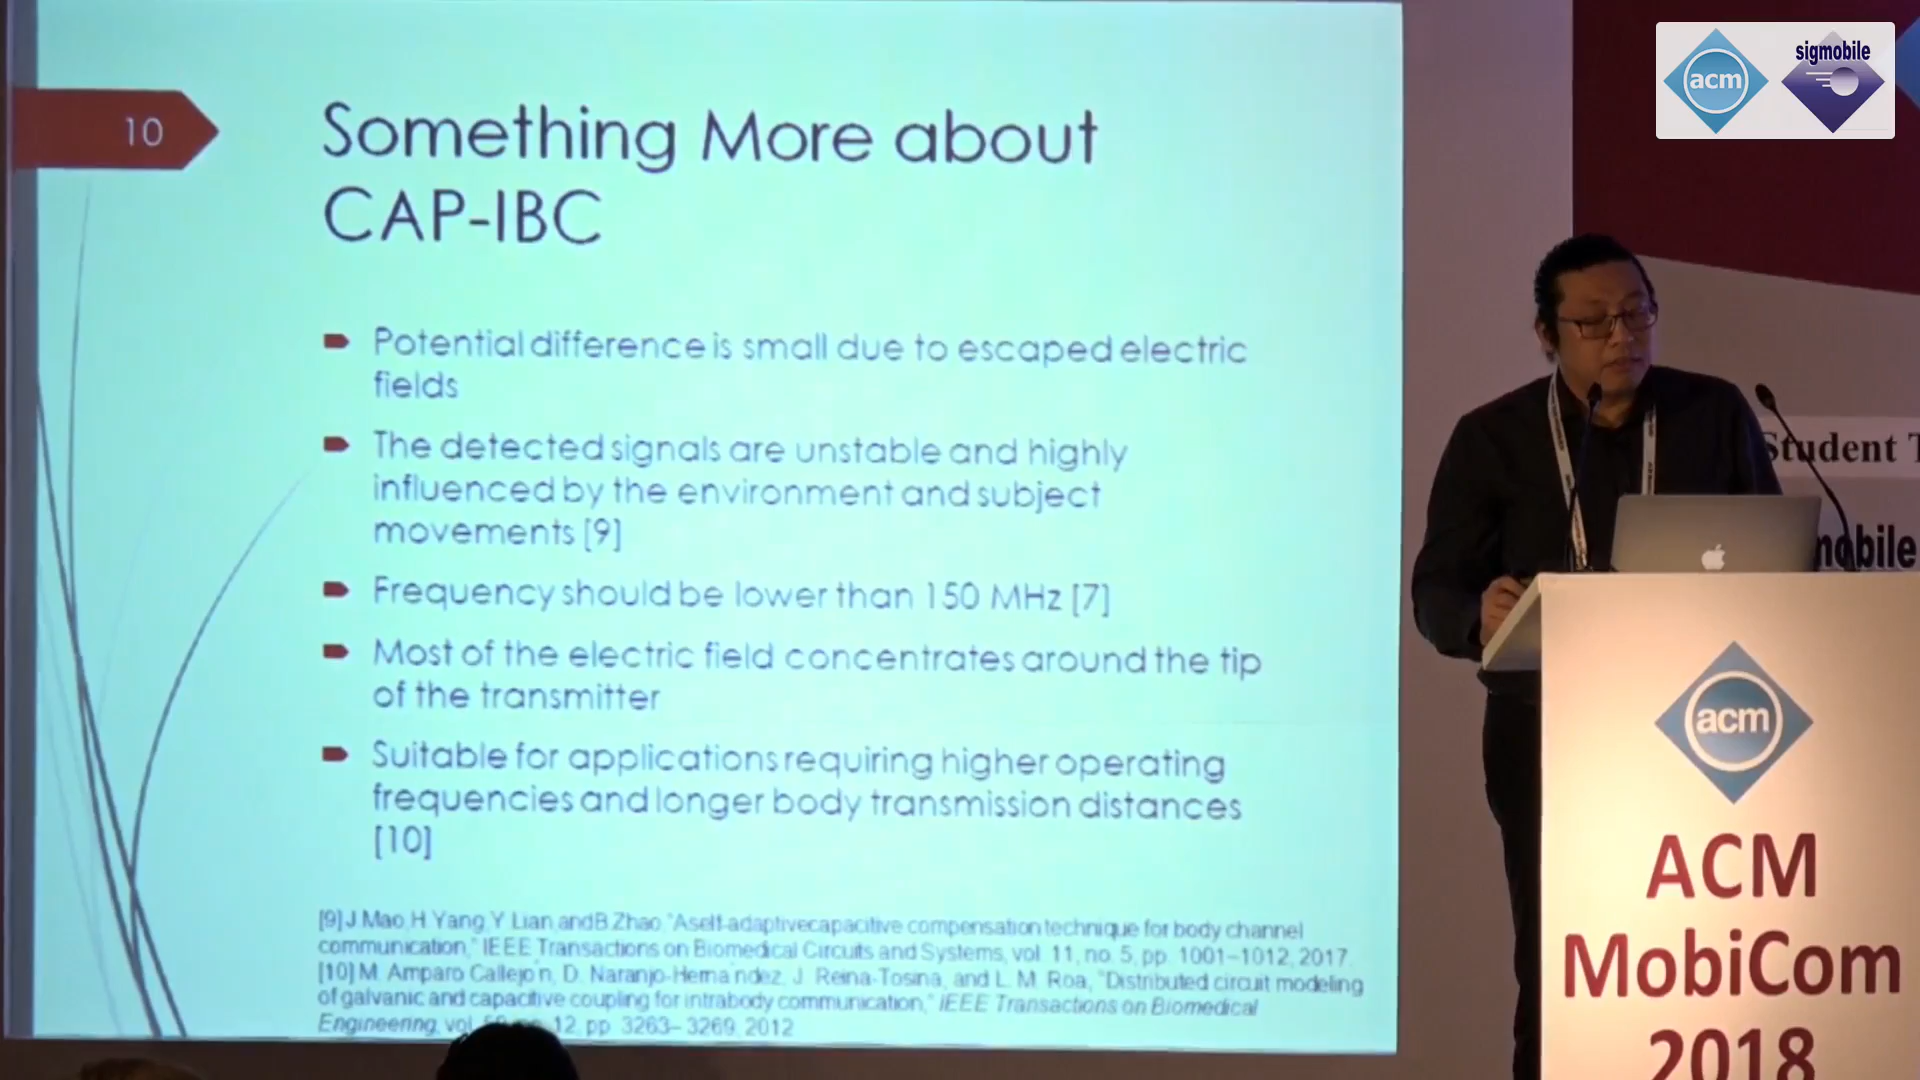 10
Something More about
CAP-IBC
Potential difference is small due to escaped electric
fields
The detected signals are unstable and highly
influenced by the environment and subject
movements [9]
Frequency should be lower than 150 MHz [7]
Most of the electric field concentrates around the tip
of the transmitter
Suitable for applications requiring higher operating
frequencies and longer body transmission distances
[10]
[9] J. Mao, H. Yang, Y. Lian, and B. Zhao, "A self-adaptive capacitive compensation technique for body channel
communication," IEEE Transactions on Biomedical Circuits and Systems, vol. 11, no. 5, pp. 1001–1012, 2017.
[10] M. Amparo Callejo´n, D. Naranjo-Herna´ndez, J. Reina-Tosina, and L. M. Roa, "Distributed circuit modeling
of galvanic and capacitive coupling for intrabody communication," IEEE Transactions on Biomedical
Engineering, vol. 12, pp. 3263–3269, 2012
acm
sigmobile
Student
mobile
acm
ACM
MobiCom
2018